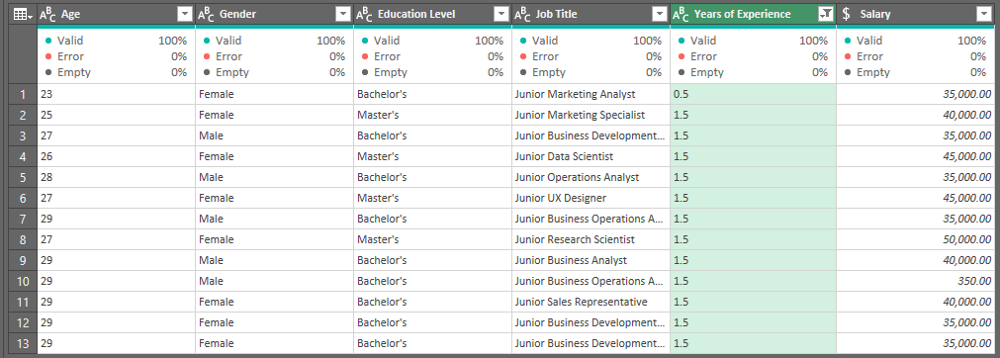 ABC Age ABC Gender ABC Education Level ABC Job Title ABC Years of Experience $ Salary
Valid 100% Valid 100% Valid 100% Valid 100% Valid 100% Valid 100%
Error 0% Error 0% Error 0% Error 0% Error 0% Error 0%
Empty 0% Empty 0% Empty 0% Empty 0% Empty 0% Empty 0%
1 23 Female Bachelor's Junior Marketing Analyst 0.5 35,000.00
2 25 Female Master's Junior Marketing Specialist 1.5 40,000.00
3 27 Male Bachelor's Junior Business Development... 1.5 35,000.00
4 26 Female Master's Junior Data Scientist 1.5 45,000.00
5 28 Male Bachelor's Junior Operations Analyst 1.5 35,000.00
6 27 Female Master's Junior UX Designer 1.5 45,000.00
7 29 Male Bachelor's Junior Business Operations A... 1.5 35,000.00
8 27 Female Master's Junior Research Scientist 1.5 50,000.00
9 29 Male Bachelor's Junior Business Analyst 1.5 40,000.00
10 29 Male Bachelor's Junior Business Operations A... 1.5 350.00
11 29 Female Bachelor's Junior Sales Representative 1.5 40,000.00
12 29 Female Bachelor's Junior Business Development... 1.5 35,000.00
13 29 Female Bachelor's Junior Business Development... 1.5 35,000.00